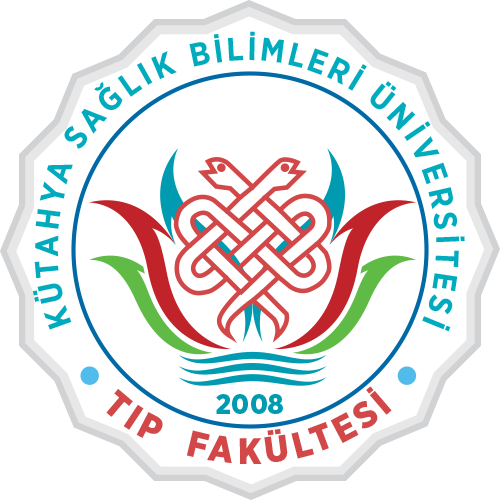 KÜTAHYA SAĞLIK BİLİMLERİ ÜNİVERSİTESİ
2008
TIP FAKÜLTESİ